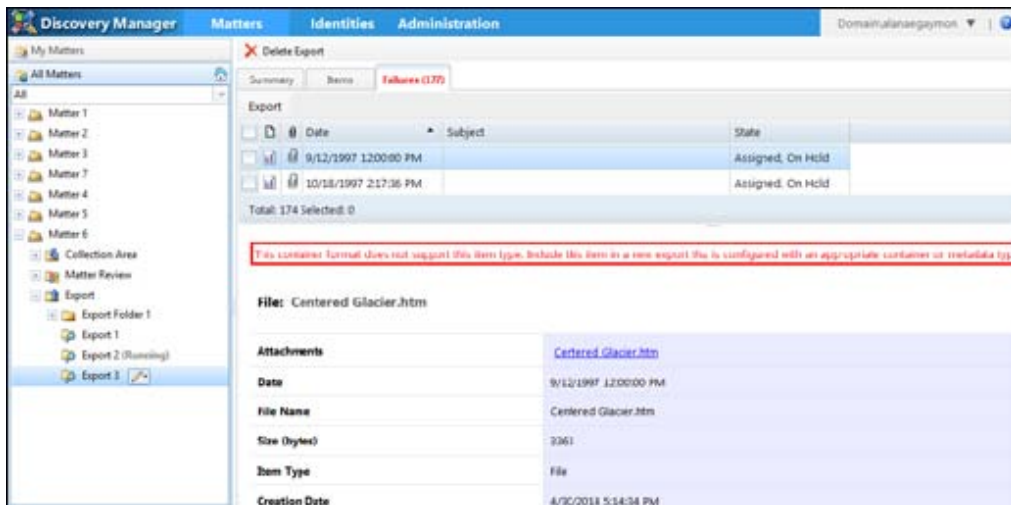 Discovery Manager Matters Identities Administration
My Matters
All Matters
All
Matter 1
Matter 2
Matter 3
Matter 7
Matter 4
Matter 5
Matter 6
Collection Area
Matter Review
Export
Export Folder 1
Export 1
Export 2 (Running)
Export 3
Delete Export
Summary Items Failures (177)
Export
Date Subject State
9/12/1997 12:00:00 PM Assigned, On Hold
10/18/1997 2:17:36 PM Assigned, On Hold
Total: 174 Selected: 0
This container format does not support this item type. Include this item in a new export ths is configured with an appropriate container or metadata typ
File: Centered Glacier.htm
Attachments Centered Glacier.htm
Date 9/12/1997 12:00:00 PM
File Name Centered Glacier.htm
Size (bytes) 3361
Item Type File
Creation Date 4/30/2013 5:14:34 PM